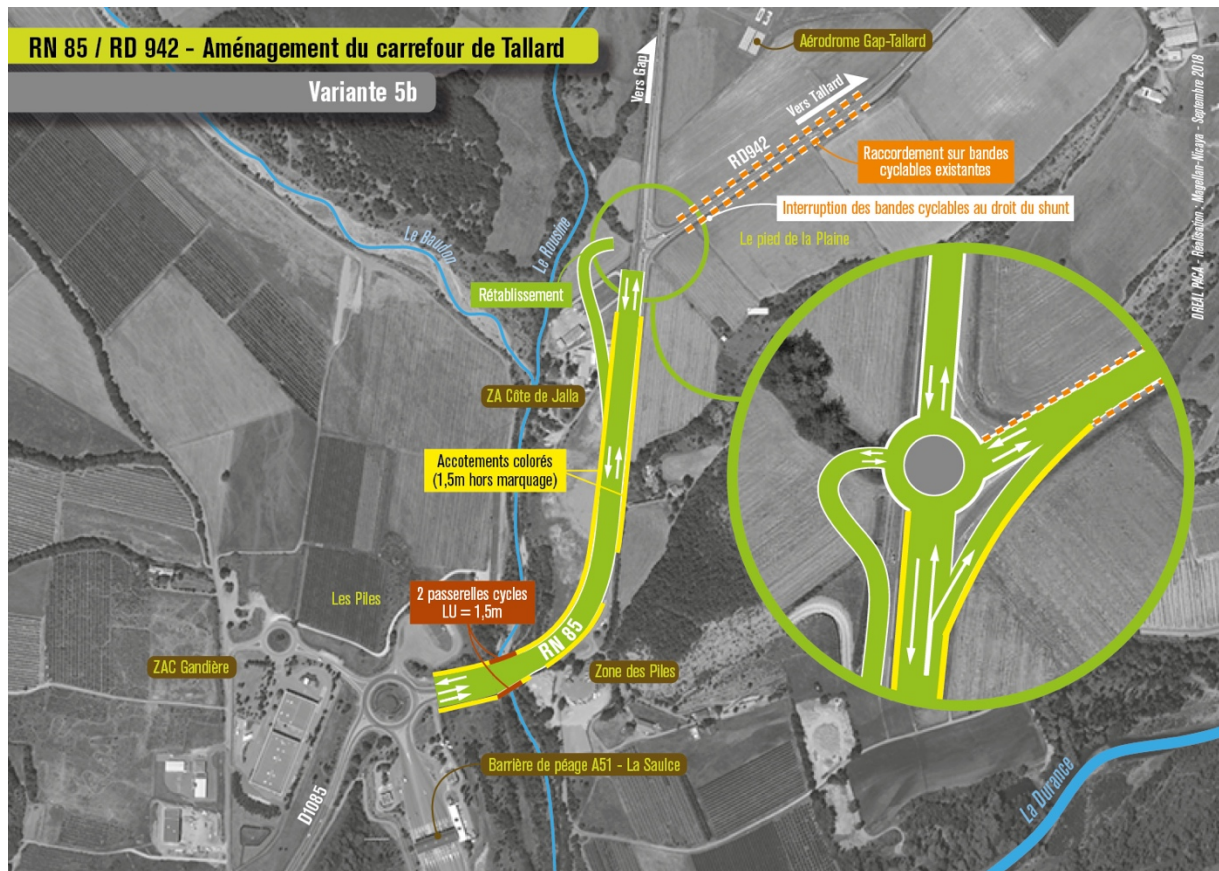 RN 85 / RD 942 - Aménagement du carrefour de Tallard
Variante 5b
Vers Gap
Aérodrome Gap-Tallard
Vers Tallard
RD942
Raccordement sur bandes
cyclables existantes
Interruption des bandes cyclables au droit du shunt
Le pied de la Plaine
DREAL PACA - Réalisation : Magellan-Nicaya - Septembre 2018
Le Baudon
Le Rousine
Rétablissement
ZA Côte de Jalla
Accotements colorés
(1,5m hors marquage)
2 passerelles cycles
LU = 1,5m
Les Piles
RN 85
ZAC Gandière
Zone des Piles
Barrière de péage A51 - La Saulce
D1085
La Durance